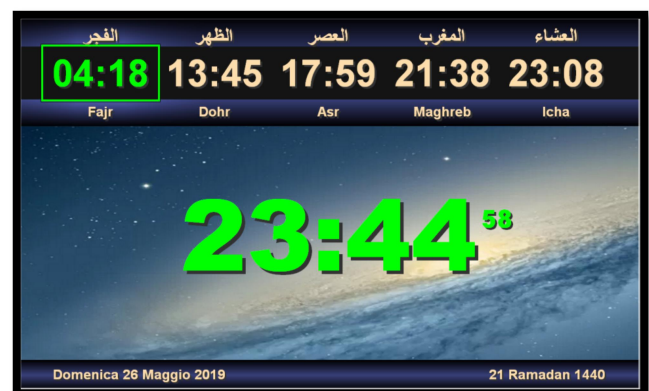 الفجر الظهر العصر المغرب العشاء
04:18 13:45 17:59 21:38 23:08
Fajr Dohr Asr Maghreb Icha
23:44 58
Domenica 26 Maggio 2019 21 Ramadan 1440